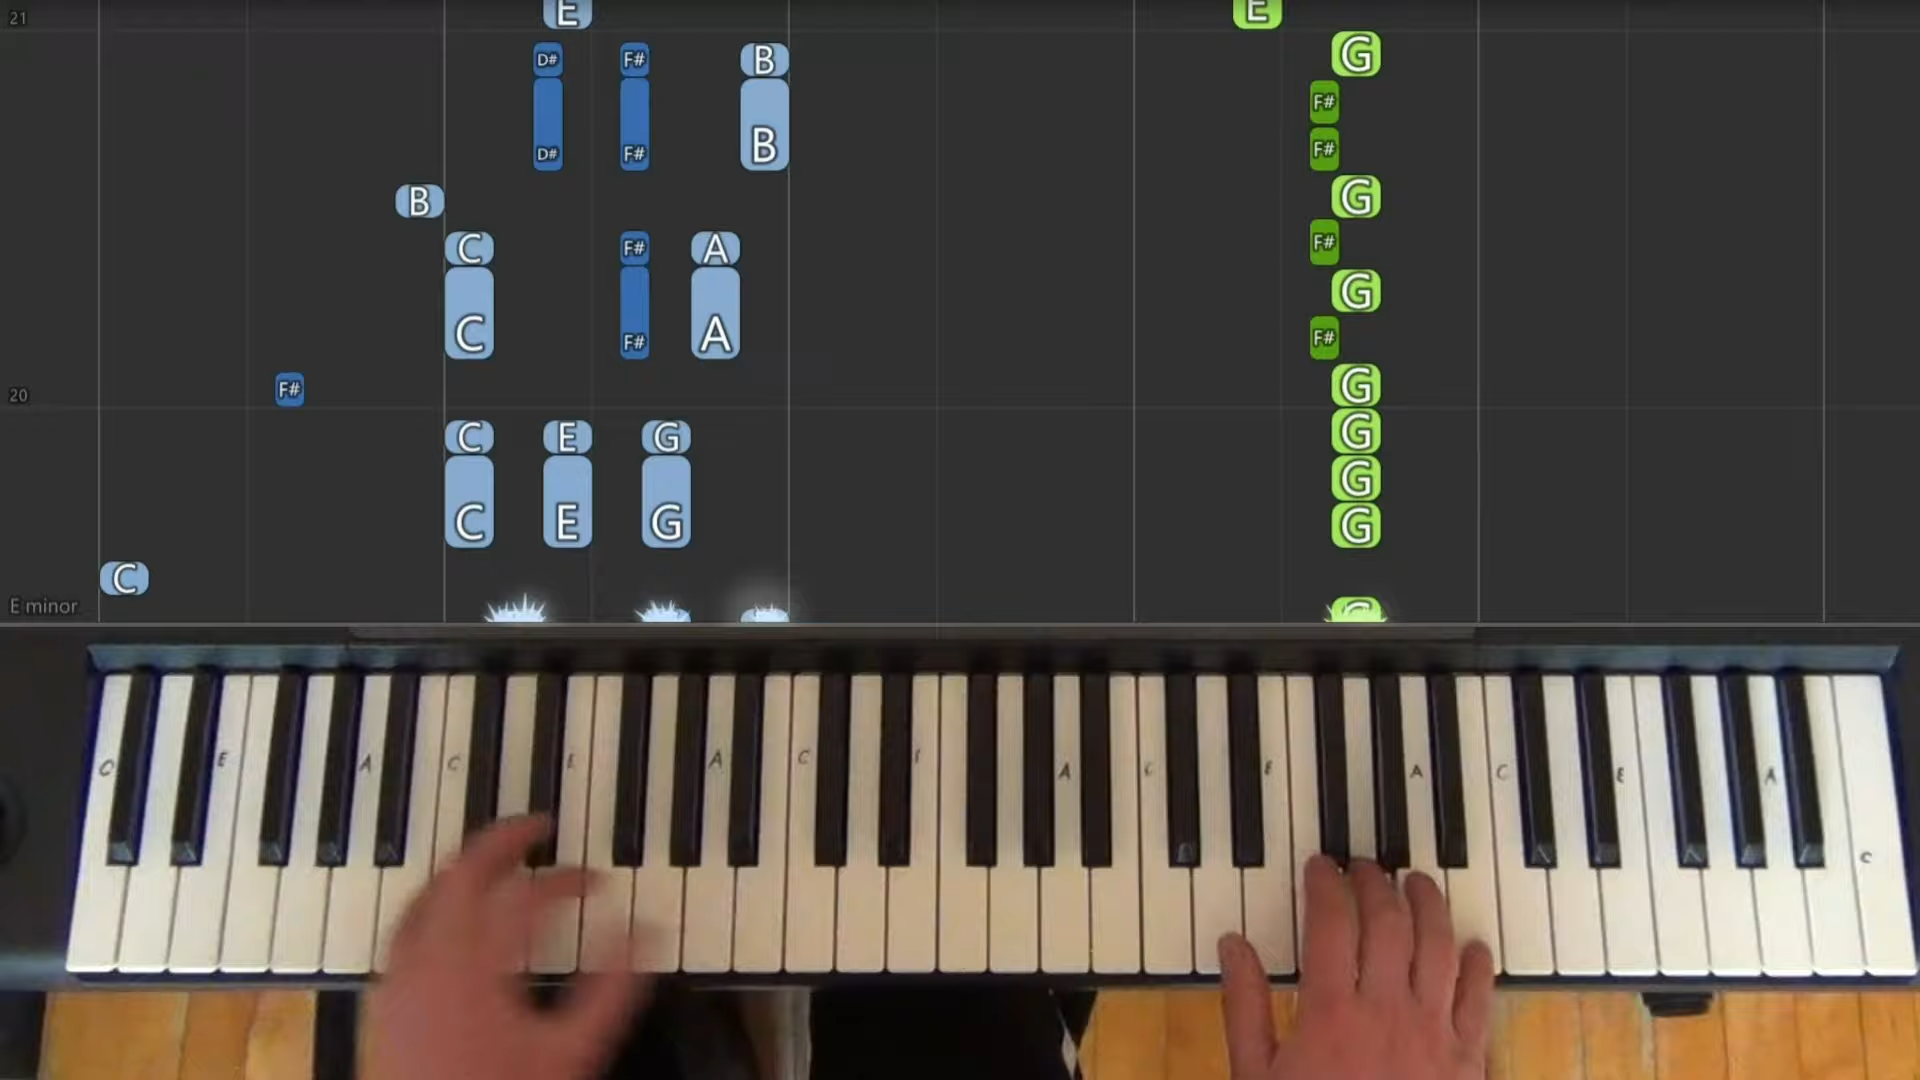 21
E E
D# F# B G
F#
D# F# B F#
B G
C F# A F#
G
C F# A F#
F# G
20
C E G G
G
C E G G
C
E minor
G
C E A C E A C E A C E A C E A C